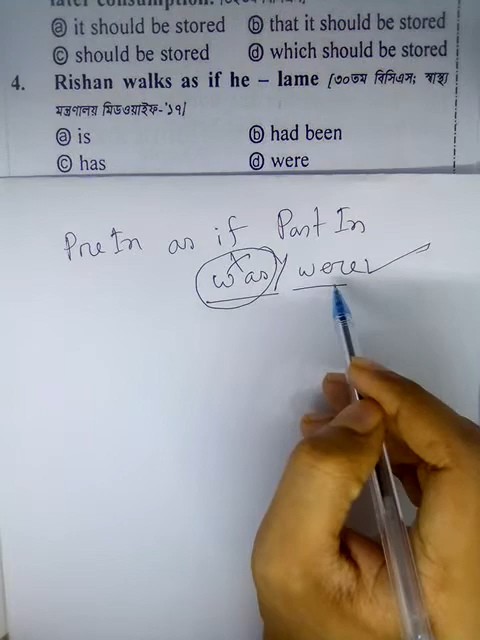 later consumption.
ⓐ it should be stored ⓑ that it should be stored
ⓒ should be stored ⓓ which should be stored
4. Rishan walks as if he – lame [৩০তম বিসিএস; স্বাস্থ্য
মন্ত্রণালয় মিডওয়াইফ-'১৭]
ⓐ is ⓑ had been
ⓒ has ⓓ were
Pre In as if Past In
was / were